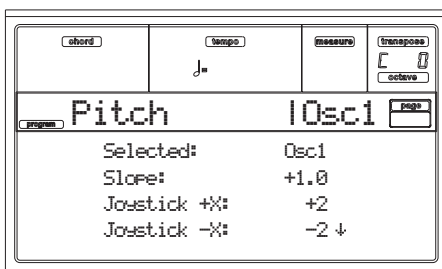 chord tempo measure transpose
♩= C 0
octave
program Pitch |Osc1 page
Selected: Osc1
Slope: +1.0
Joystick +X: +2
Joystick -X: -2 ↓